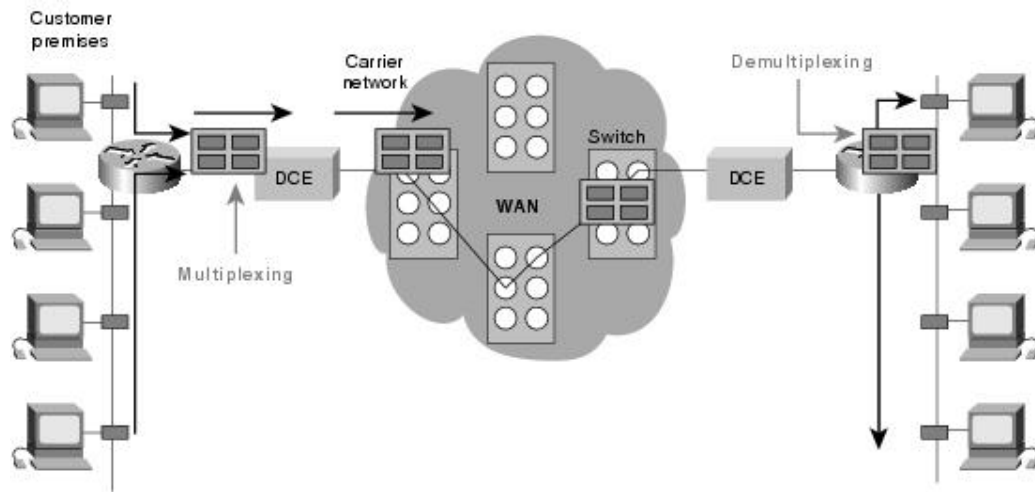 Customer
premises
Carrier
network
Demultiplexing
Switch
DCE
WAN
DCE
Multiplexing